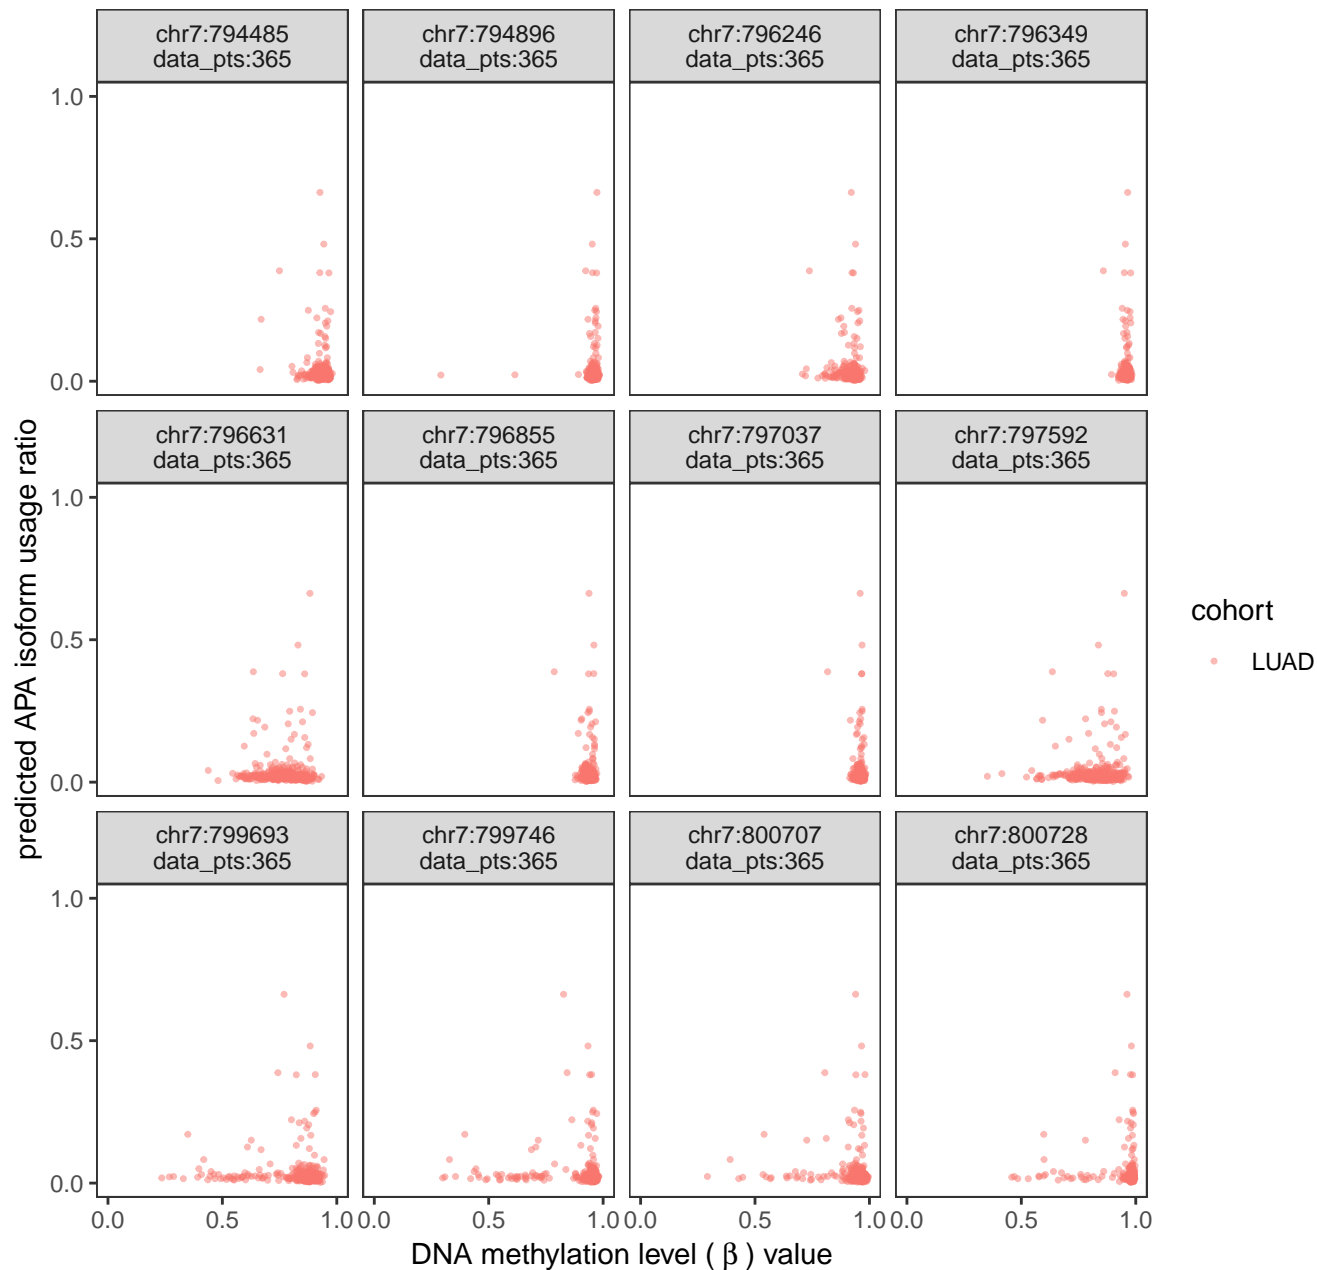 chr7:794485
data_pts:365
chr7:794896
data_pts:365
chr7:796246
data_pts:365
chr7:796349
data_pts:365
1.0
0.5
0.0
chr7:796631
data_pts:365
chr7:796855
data_pts:365
chr7:797037
data_pts:365
chr7:797592
data_pts:365
1.0
0.5
0.0
predicted APA isoform usage ratio
cohort
LUAD
chr7:799693
data_pts:365
chr7:799746
data_pts:365
chr7:800707
data_pts:365
chr7:800728
data_pts:365
1.0
0.5
0.0
0.0 0.5 1.0 0.0 0.5 1.0 0.0 0.5 1.0 0.0 0.5 1.0
DNA methylation level ( β ) value